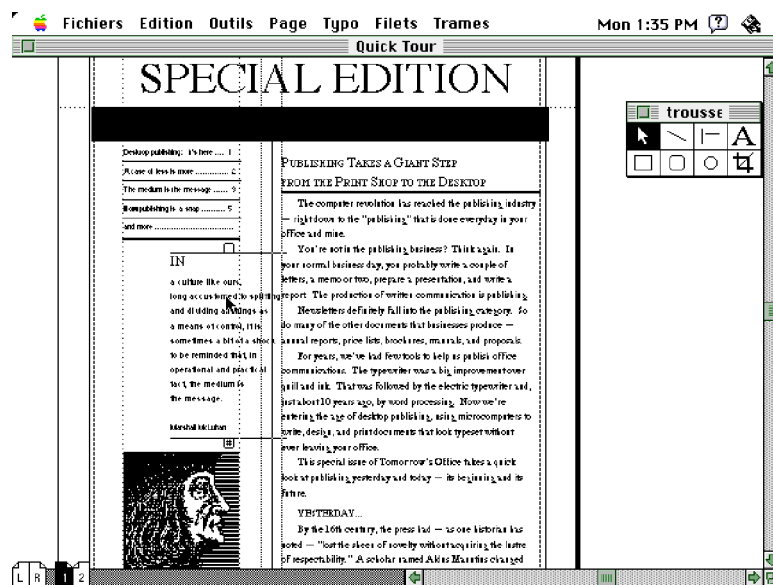 Fichiers Edition Outils Page Typo Filets Trames Mon 1:35 PM
Quick Tour
SPECIAL EDITION
trousse
A
Desktop publishing: it's here .... 1
A case of less is more ................ 2
The medium is the message .... 3
publishing is a snap .......... 5
and more ..................
PUBLISHING TAKES A GIANT STEP
FROM THE PRINT SHOP TO THE DESKTOP
The computer revolution has reached the publishing industry
— right down to the "publishing" that is done everyday in your
office and mine.
You're not in the publishing business? Think again. In
your normal business day, you probably write a couple of
letters, a memo or two, prepare a presentation, and write a
report. The production of written communication is publishing.
Newsletters definitely fall into the publishing category. So
do many of the other documents that businesses produce —
annual reports, price lists, brochures, manuals, and proposals.
For years, we've had few tools to help us publish office
communications. The typewriter was a big improvement over
quill and ink. That was followed by the electric typewriter and,
just about 10 years ago, by word processing. Now we're
entering the age of desktop publishing, using microcomputers to
write, design, and print documents that look typeset without
ever leaving your office.
This special issue of Tomorrow's Office takes a quick
look at publishing yesterday and today — its beginning and its
future.
YESTERDAY...
By the 16th century, the press had — as one historian has
noted — "lost the sheen of novelty without acquiring the lustre
of respectability." A scholar named Aldus Manutius changed
IN
a culture like ours,
long accustomed to splitting
and dividing all things as
a means of control, it is
sometimes a bit of a shock
to be reminded that, in
operational and practical
fact, the medium is
the message.
Marshall McLuhan
#
L R 1 2